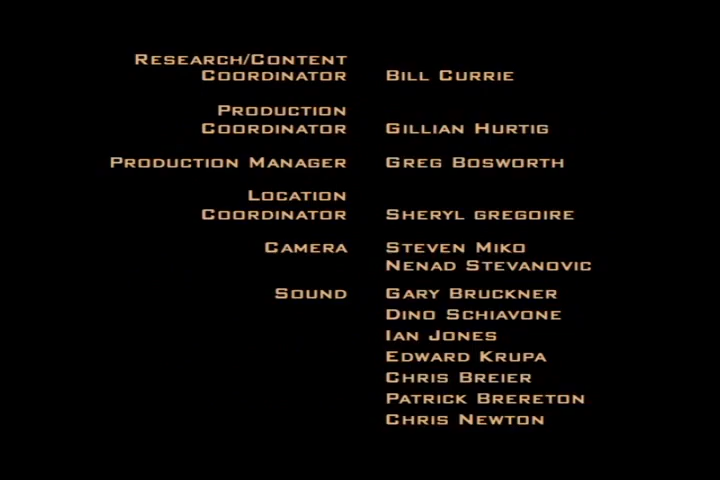 Research/Content
Coordinator Bill Currie
Production
Coordinator Gillian Hurtig
Production Manager Greg Bosworth
Location
Coordinator Sheryl gregoire
Camera Steven Miko
Nenad Stevanovic
Sound Gary Bruckner
Dino Schiavone
Ian Jones
Edward Krupa
Chris Breier
Patrick Brereton
Chris Newton